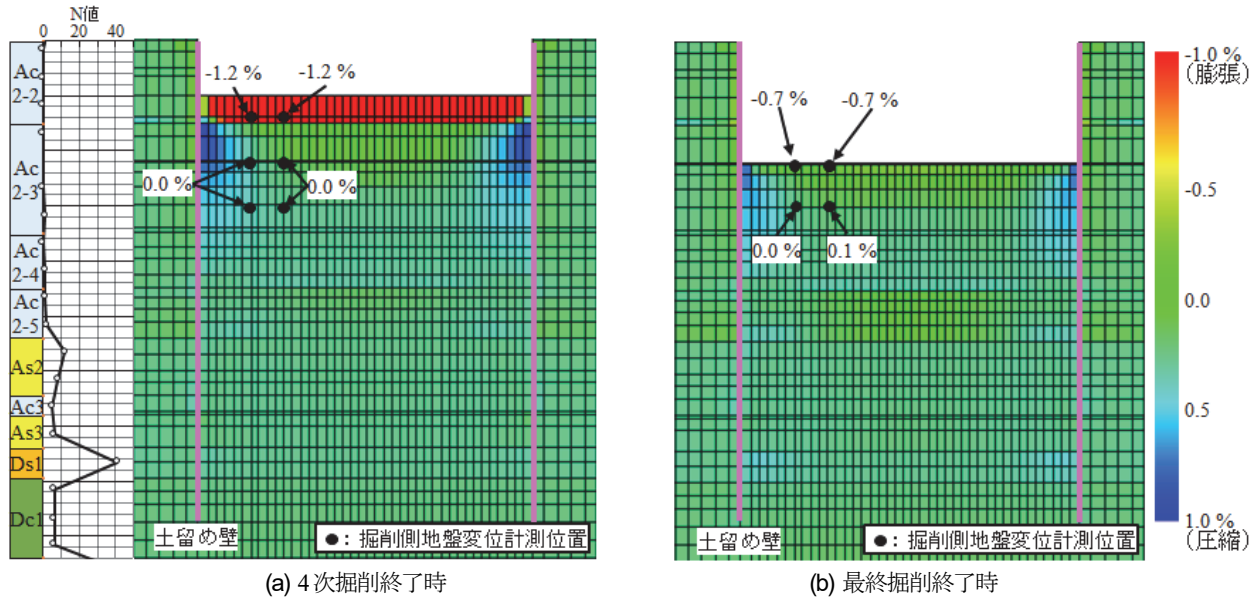 N値
0 20 40
Ac
2-2
Ac
2-3
Ac
2-4
Ac
2-5
As2
Ac3
As3
Ds1
Dc1
-1.2 %
-1.2 %
0.0 %
0.0 %
土留め壁
●：掘削側地盤変位計測位置
(a) 4次掘削終了時
-0.7 %
-0.7 %
0.0 %
0.1 %
土留め壁
●：掘削側地盤変位計測位置
(b) 最終掘削終了時
-1.0 %
(膨張)
-0.5
0.0
0.5
1.0 %
(圧縮)